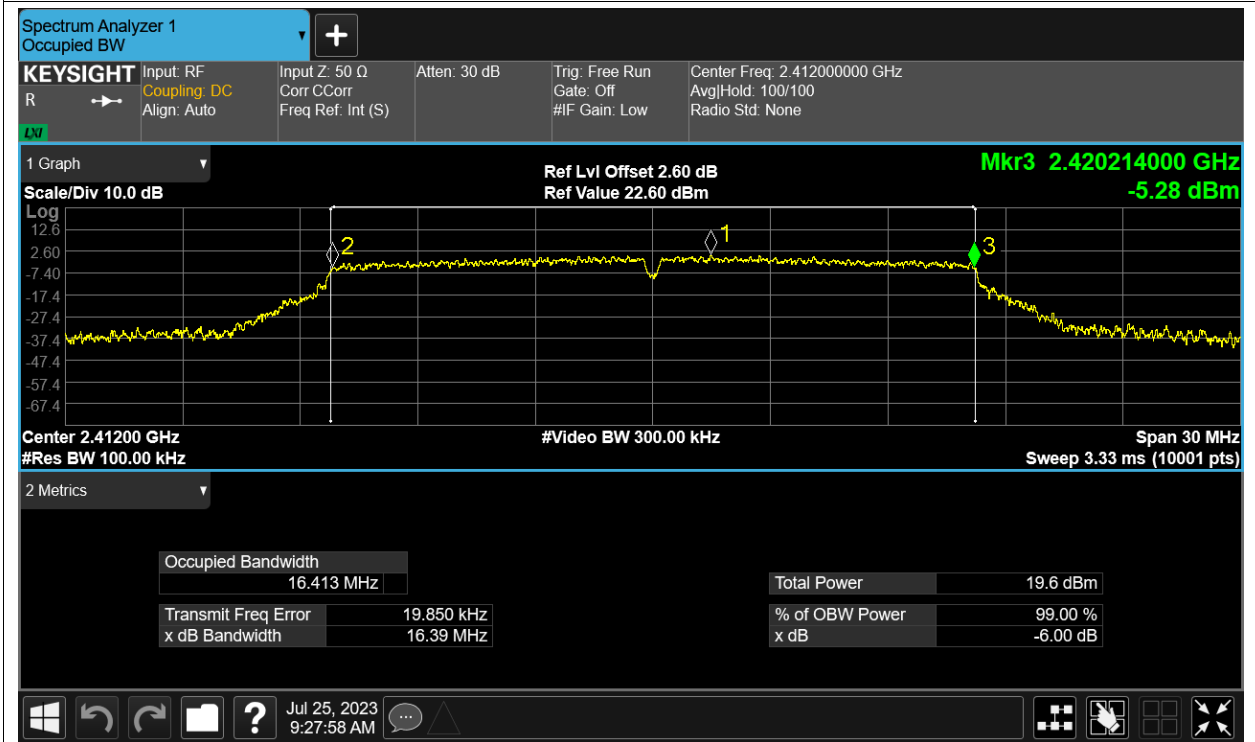 Spectrum Analyzer 1
Occupied BW
KEYSIGHT
R
LXI
Input: RF
Coupling: DC
Align: Auto
Input Z: 50 Ω
Corr CCorr
Freq Ref: Int (S)
Atten: 30 dB
Trig: Free Run
Gate: Off
#IF Gain: Low
Center Freq: 2.412000000 GHz
Avg|Hold: 100/100
Radio Std: None
1 Graph
Scale/Div 10.0 dB
Ref Lvl Offset 2.60 dB
Ref Value 22.60 dBm
Mkr3 2.420214000 GHz
-5.28 dBm
Log
12.6
2.60
-7.40
-17.4
-27.4
-37.4
-47.4
-57.4
-67.4
2
1
3
Center 2.41200 GHz
#Video BW 300.00 kHz
Span 30 MHz
#Res BW 100.00 kHz
Sweep 3.33 ms (10001 pts)
2 Metrics
Occupied Bandwidth
16.413 MHz
Transmit Freq Error 19.850 kHz
x dB Bandwidth 16.39 MHz
Total Power 19.6 dBm
% of OBW Power 99.00 %
x dB -6.00 dB
?
Jul 25, 2023
9:27:58 AM